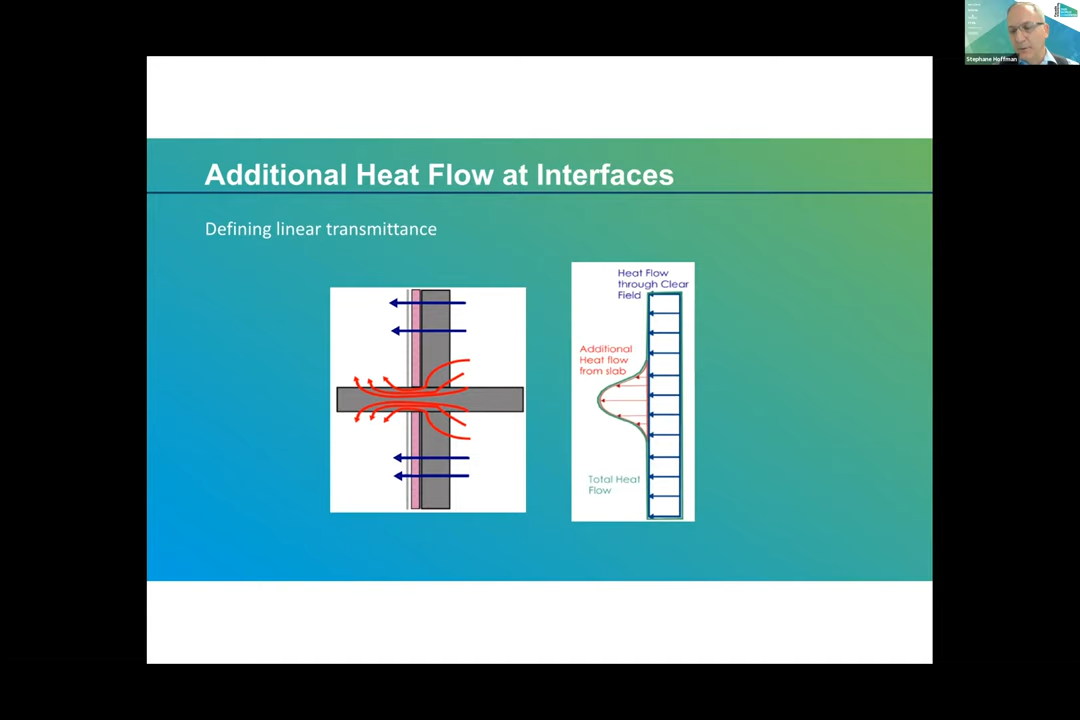 Additional Heat Flow at Interfaces
Defining linear transmittance
Heat Flow
through Clear
Field
Additional
Heat flow
from slab
Total Heat
Flow
Stephane Hoffman